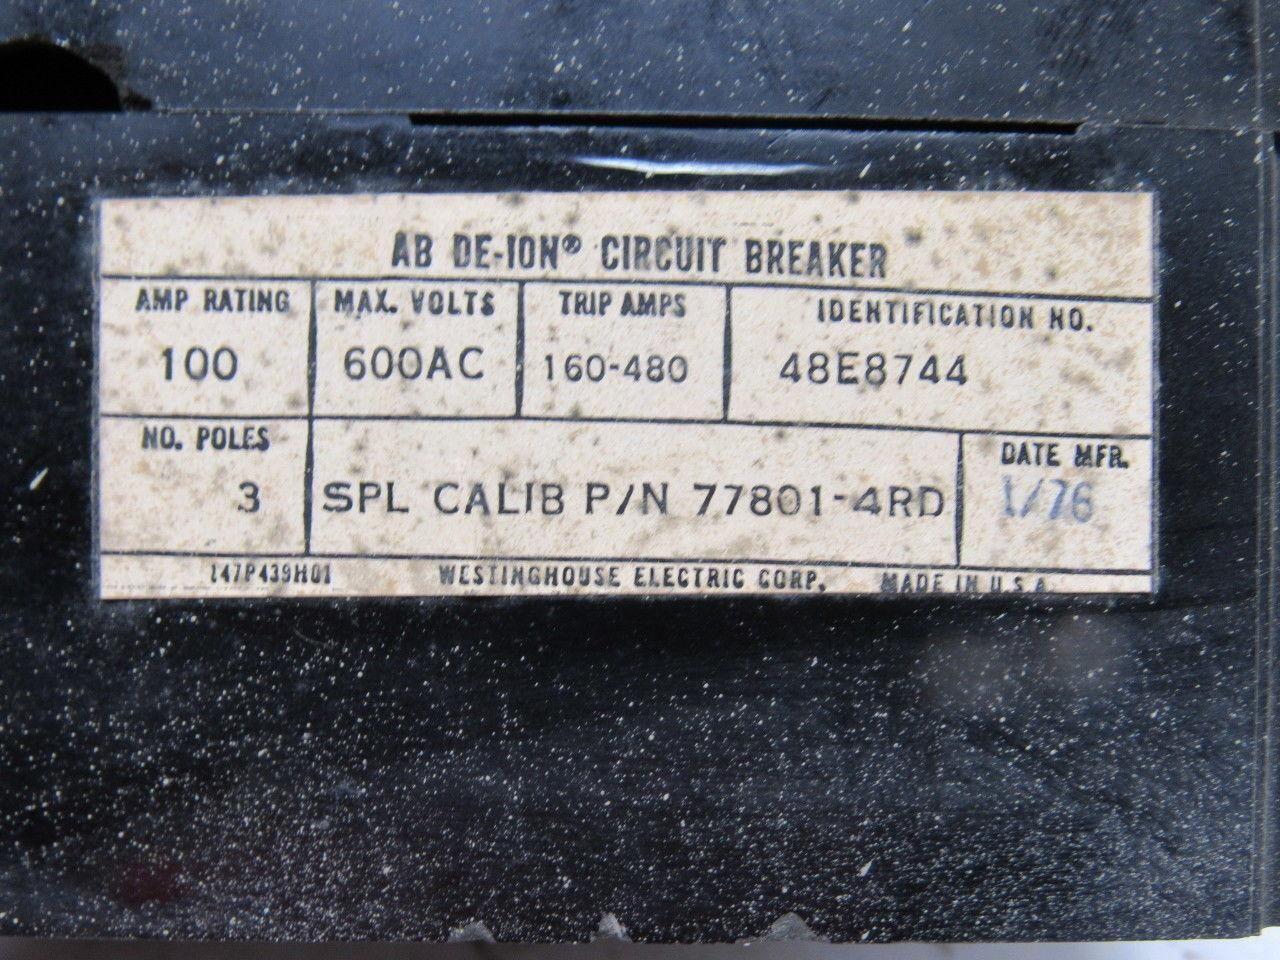 AB DE-ION® CIRCUIT BREAKER
AMP RATING MAX. VOLTS TRIP AMPS IDENTIFICATION NO.
100 600AC 160-480 48E8744
NO. POLES DATE MFR.
3 SPL CALIB P/N 77801-4RD 1/76
147P439H01 WESTINGHOUSE ELECTRIC CORP. MADE IN U.S.A.